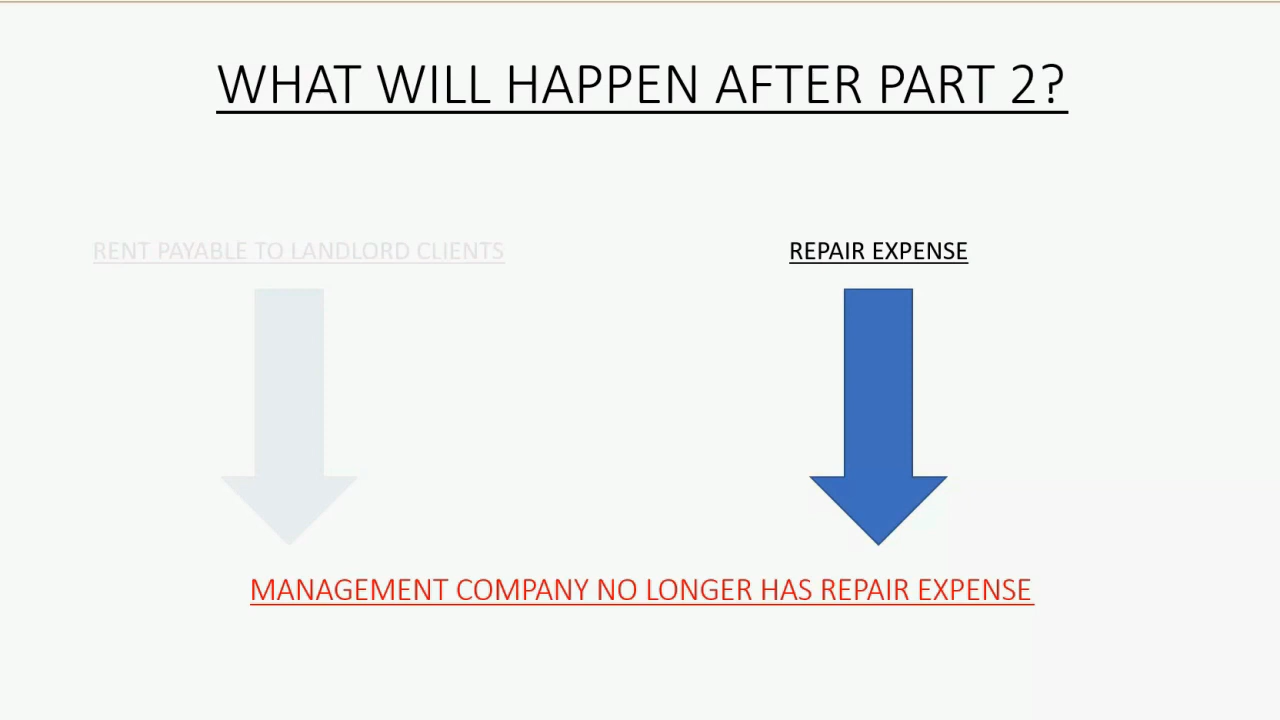 WHAT WILL HAPPEN AFTER PART 2?
RENT PAYABLE TO LANDLORD CLIENTS
REPAIR EXPENSE
MANAGEMENT COMPANY NO LONGER HAS REPAIR EXPENSE